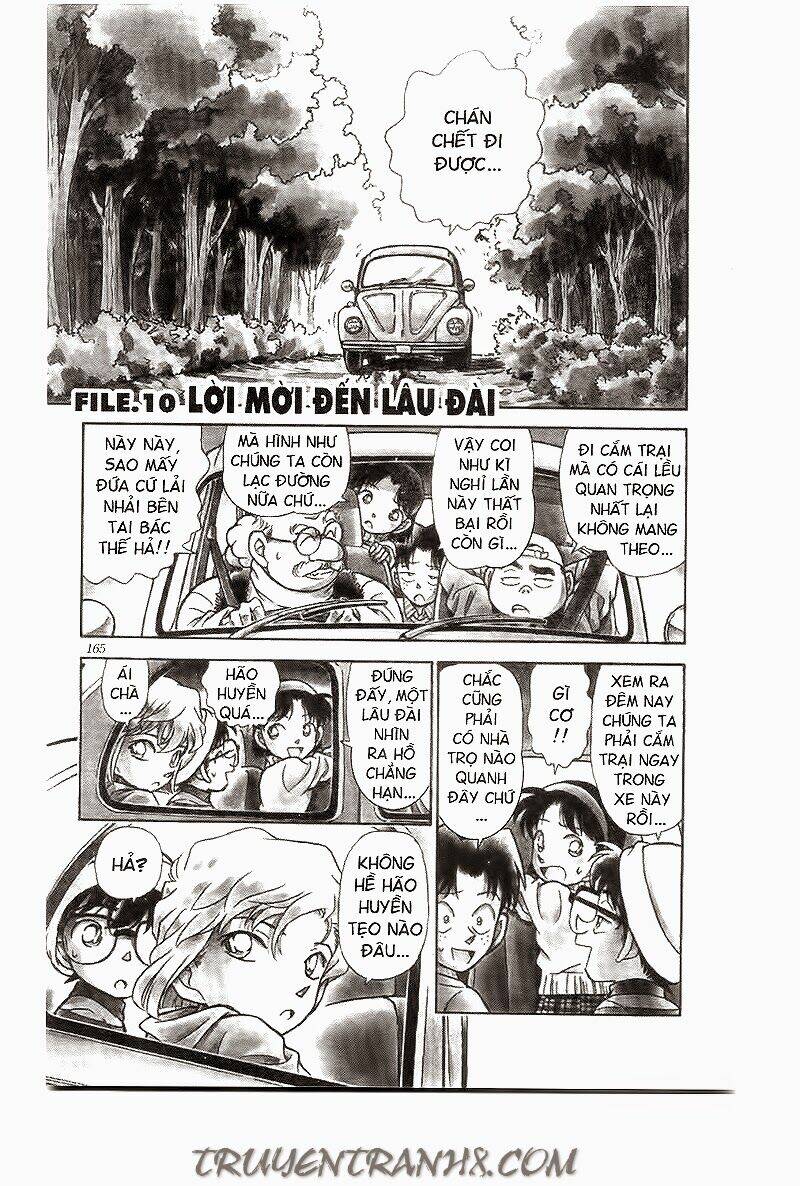 CHÁN
CHẾT ĐI
ĐƯỢC...
FILE.10 LỜI MỜI ĐẾN LÂU ĐÀI
ĐI CẮM TRẠI
MÀ CÓ CÁI LỀU
QUAN TRỌNG
NHẤT LẠI
KHÔNG MANG
THEO...
VẬY COI
NHƯ KÌ
NGHỈ LẦN
NÀY THẤT
BẠI RỒI
CÒN GÌ...
MÀ HÌNH NHƯ
CHÚNG TA CÒN
LẠC ĐƯỜNG
NỮA CHỨ...
NÀY NÀY,
SAO MẤY
ĐỨA CỨ LẢI
NHẢI BÊN
TAI BÁC
THẾ HẢ!!
165
XEM RA
ĐÊM NAY
CHÚNG TA
PHẢI CẮM
TRẠI NGAY
TRONG
XE NÀY
RỒI...
GÌ
CƠ
!!
CHẮC
CŨNG
PHẢI
CÓ NHÀ
TRỌ NÀO
QUANH
ĐÂY CHỨ
...
ĐÚNG
ĐẤY, MỘT
LÂU ĐÀI
NHÌN
RA HỒ
CHẲNG
HẠN...
HÃO
HUYỀN
QUÁ...
ÁI
CHÀ
...
KHÔNG
HỀ HÃO
HUYỀN
TẸO NÀO
ĐÂU...
HẢ?
TRUYENTRANH8.COM